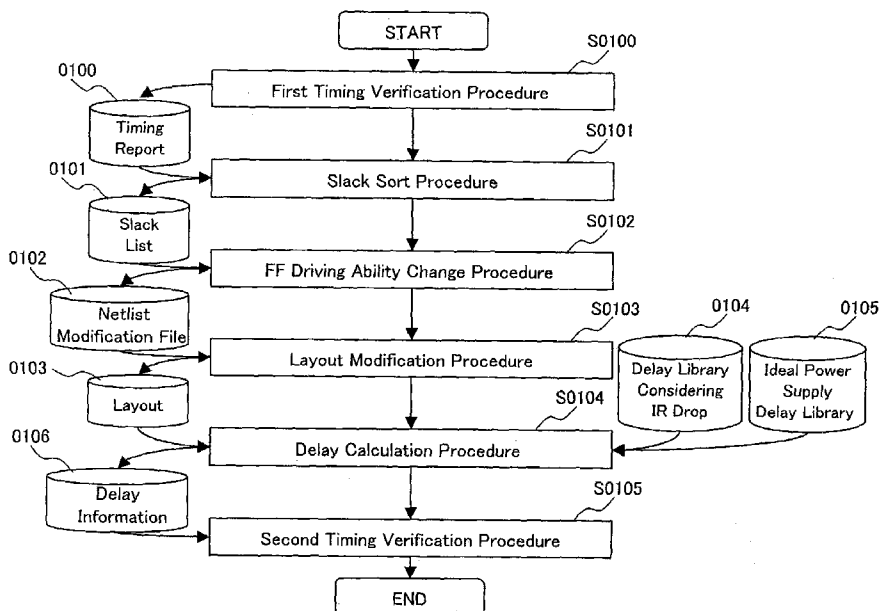 START
S0100
0100
First Timing Verification Procedure
Timing
Report
S0101
0101
Slack Sort Procedure
Slack
List
S0102
0102
FF Driving Ability Change Procedure
Netlist
Modification File
S0103
0104
0105
0103
Layout Modification Procedure
Delay Library
Considering
IR Drop
Ideal Power
Supply
Delay Library
Layout
S0104
0106
Delay Calculation Procedure
Delay
Information
S0105
Second Timing Verification Procedure
END